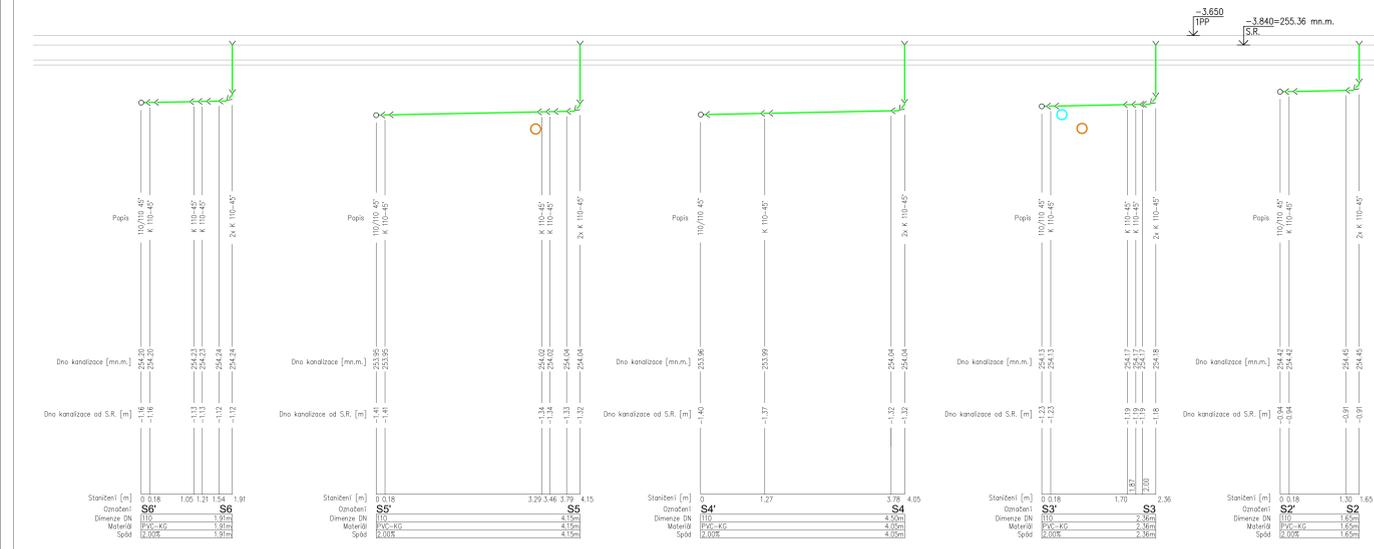 -3.650
1PP
-3.840=255.36 mn.m.
S.R.
Popis
110/110 45°
K 110-45°
K 110-45°
K 110-45°
2x K 110-45°
Popis
110/110 45°
K 110-45°
K 110-45°
K 110-45°
2x K 110-45°
110/110 45°
K 110-45°
2x K 110-45°
Popis
110/110 45°
K 110-45°
K 110-45°
K 110-45°
2x K 110-45°
110/110 45°
K 110-45°
2x K 110-45°
Dno kanalizace [mn.m.]
254.20
254.20
254.23
254.23
254.24
254.24
Dno kanalizace [mn.m.]
253.95
253.95
254.02
254.02
254.04
254.04
Dno kanalizace [mn.m.]
253.96
253.99
254.04
254.04
Dno kanalizace [mn.m.]
254.13
254.13
254.17
254.17
254.17
254.18
Dno kanalizace [mn.m.]
254.42
254.42
254.45
254.45
Dno kanalizace od S.R. [m]
-1.16
-1.16
-1.13
-1.13
-1.12
-1.12
Dno kanalizace od S.R. [m]
-1.41
-1.41
-1.34
-1.34
-1.33
-1.32
Dno kanalizace od S.R. [m]
-1.40
-1.37
-1.32
-1.32
Dno kanalizace od S.R. [m]
-1.23
-1.23
-1.19
-1.19
-1.19
-1.18
Dno kanalizace od S.R. [m]
-0.94
-0.94
-0.91
-0.91
Staničení [m] 0 0.18 1.05 1.21 1.54 1.91
Označení S6' S6
Dimenze DN 110 1.91m
Materiál PVC-KG 1.91m
Spád 2.00% 1.91m
Staničení [m] 0 0.18 3.29 3.46 3.79 4.15
Označení S5' S5
Dimenze DN 110 4.15m
Materiál PVC-KG 4.15m
Spád 2.00% 4.15m
Staničení [m] 0 1.27 3.78 4.05
Označení S4' S4
Dimenze DN 110 4.50m
Materiál PVC-KG 4.05m
Spád 2.00% 4.05m
Staničení [m] 0 0.18 1.70 1.87 2.00 2.36
Označení S3' S3
Dimenze DN 110 2.36m
Materiál PVC-KG 2.36m
Spád 2.00% 2.36m
Staničení [m] 0 0.18 1.30 1.65
Označení S2' S2
Dimenze DN 110 1.65m
Materiál PVC-KG 1.65m
Spád 2.00% 1.65m